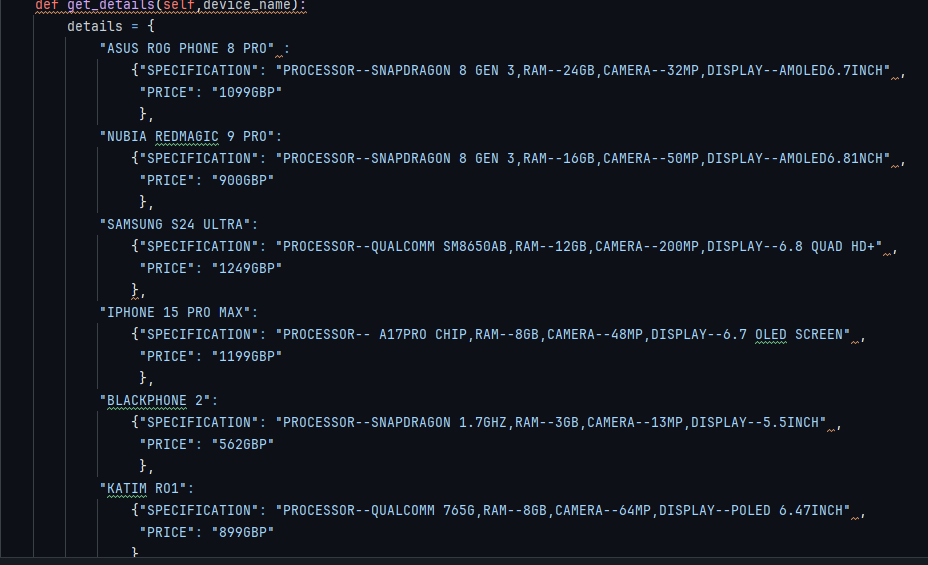 def get_details(self,device_name):
details = {
"ASUS ROG PHONE 8 PRO" :
{"SPECIFICATION": "PROCESSOR--SNAPDRAGON 8 GEN 3,RAM--24GB,CAMERA--32MP,DISPLAY--AMOLED6.7INCH" ,
"PRICE": "1099GBP"
},
"NUBIA REDMAGIC 9 PRO":
{"SPECIFICATION": "PROCESSOR--SNAPDRAGON 8 GEN 3,RAM--16GB,CAMERA--50MP,DISPLAY--AMOLED6.81NCH" ,
"PRICE": "900GBP"
},
"SAMSUNG S24 ULTRA":
{"SPECIFICATION": "PROCESSOR--QUALCOMM SM8650AB,RAM--12GB,CAMERA--200MP,DISPLAY--6.8 QUAD HD+" ,
"PRICE": "1249GBP"
},
"IPHONE 15 PRO MAX":
{"SPECIFICATION": "PROCESSOR-- A17PRO CHIP,RAM--8GB,CAMERA--48MP,DISPLAY--6.7 OLED SCREEN" ,
"PRICE": "1199GBP"
},
"BLACKPHONE 2":
{"SPECIFICATION": "PROCESSOR--SNAPDRAGON 1.7GHZ,RAM--3GB,CAMERA--13MP,DISPLAY--5.5INCH" ,
"PRICE": "562GBP"
},
"KATIM RO1":
{"SPECIFICATION": "PROCESSOR--QUALCOMM 765G,RAM--8GB,CAMERA--64MP,DISPLAY--POLED 6.47INCH" ,
"PRICE": "899GBP"
}